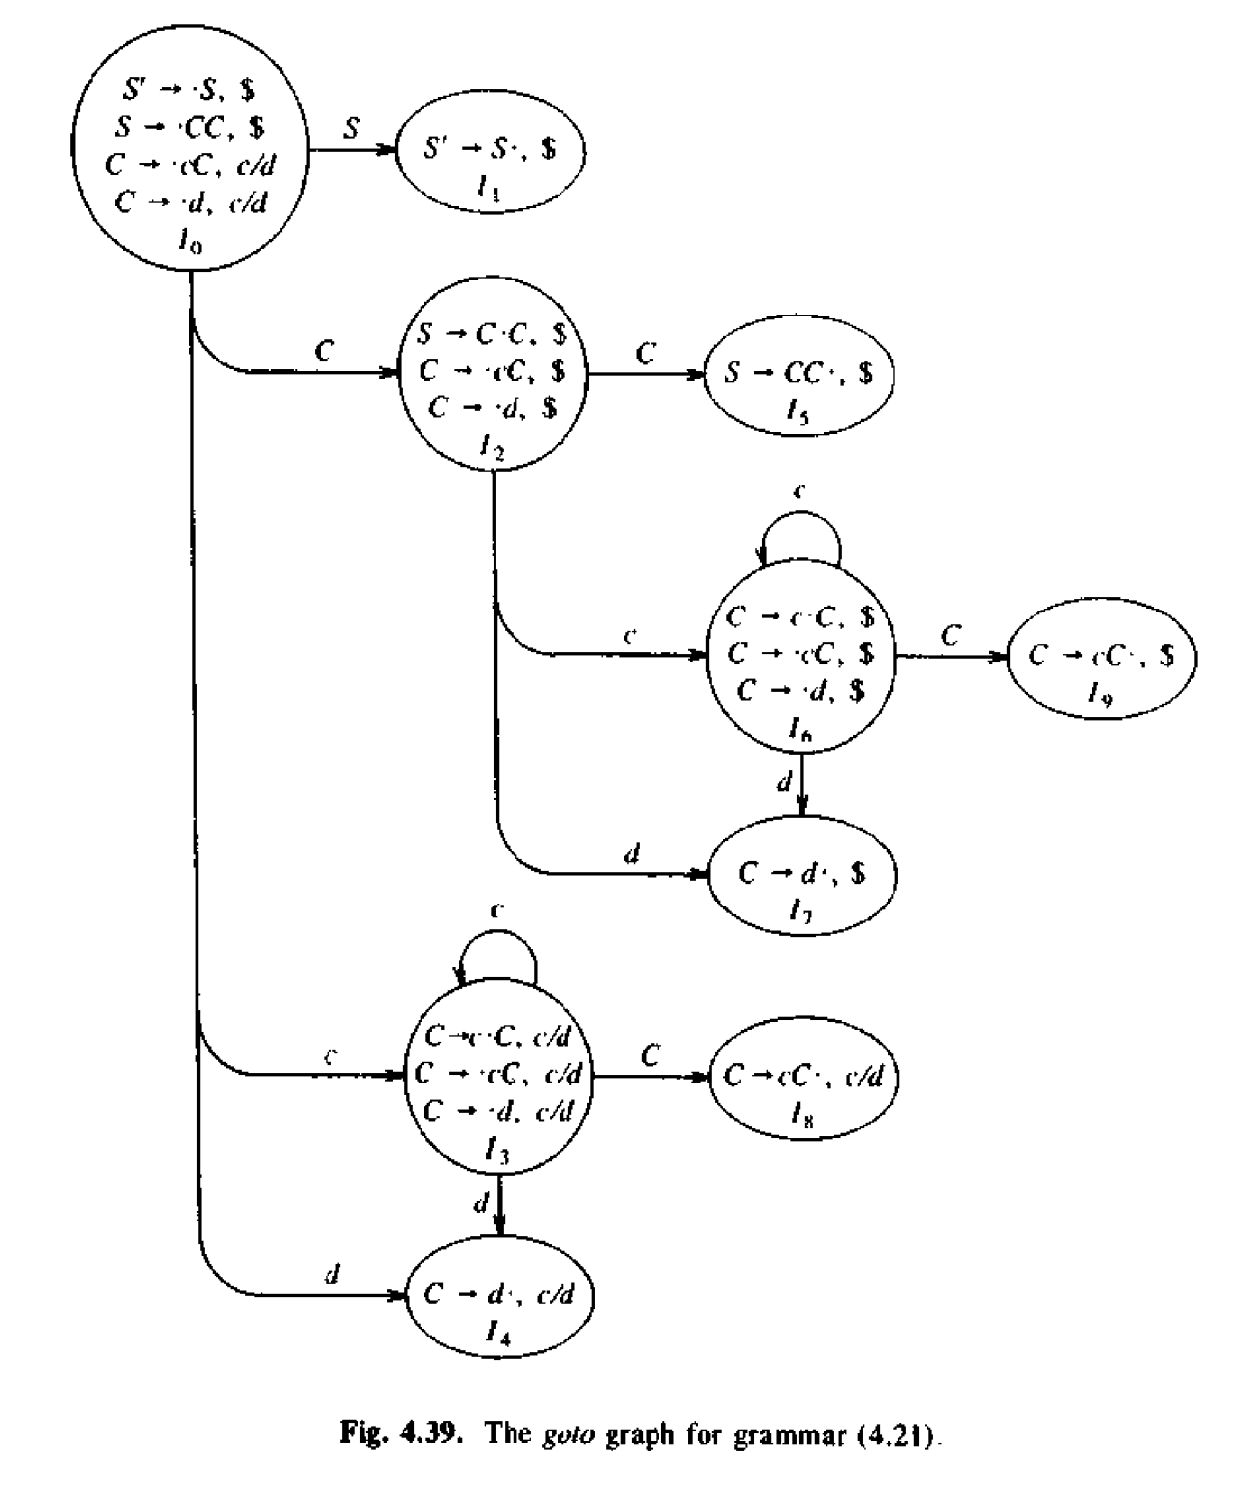 S' → ·S, $
S → ·CC, $
C → ·cC, c/d
C → ·d, c/d
I₀
S
S' → S·, $
I₁
C
S → C·C, $
C → ·cC, $
C → ·d, $
I₂
C
S → CC·, $
I₅
c
c
C → c·C, $
C → ·cC, $
C → ·d, $
I₆
C
C → cC·, $
I₉
d
d
C → d·, $
I₇
c
c
C → c·C, c/d
C → ·cC, c/d
C → ·d, c/d
I₃
C
C → cC·, c/d
I₈
d
d
C → d·, c/d
I₄
Fig. 4.39. The goto graph for grammar (4.21).